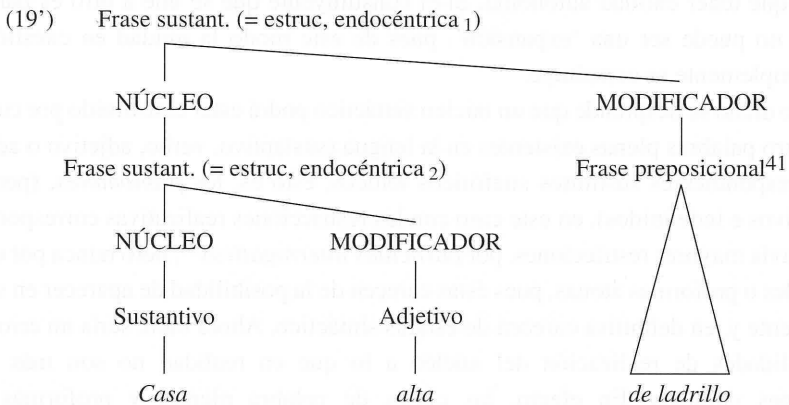 (19’) Frase sustant. (= estruc, endocéntrica 1)
NÚCLEO MODIFICADOR
Frase sustant. (= estruc, endocéntrica 2) Frase preposicional41
NÚCLEO MODIFICADOR
Sustantivo Adjetivo
Casa alta de ladrillo